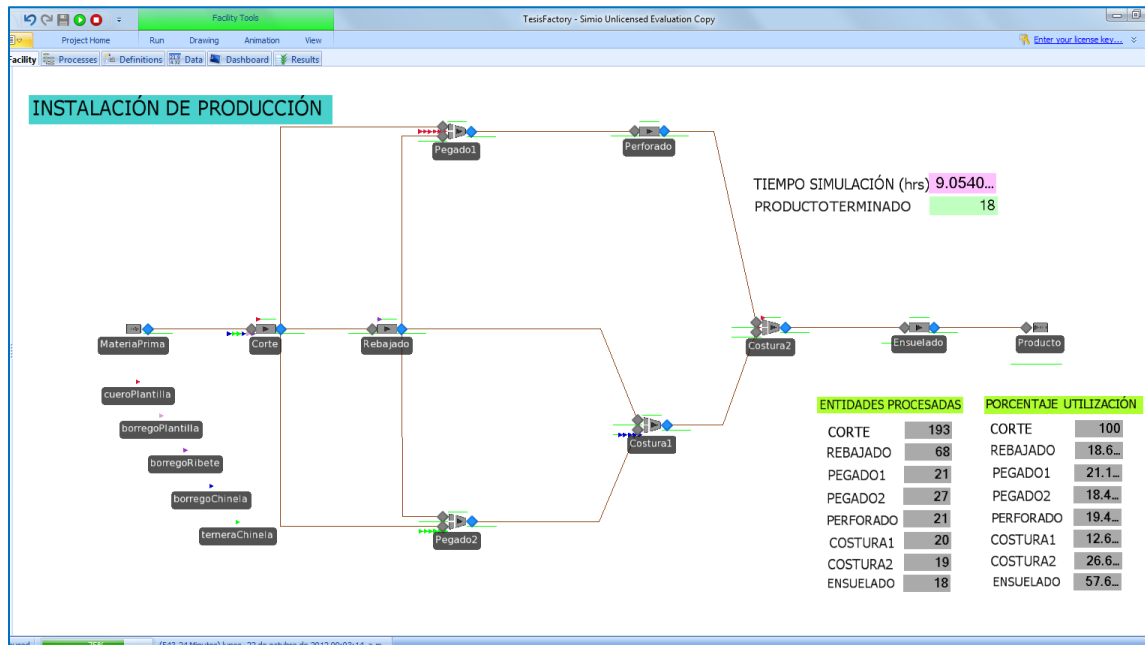 Facility Tools
TesisFactory - Simio Unlicensed Evaluation Copy
Project Home Run Drawing Animation View Enter your license key...
Facility Processes Definitions Data Dashboard Results
INSTALACIÓN DE PRODUCCIÓN
Pegado1 Perforado
TIEMPO SIMULACIÓN (hrs) 9.0540...
PRODUCTOTERMINADO 18
MateriaPrima Corte Rebajado Costura2 Ensuelado Producto
cueroPlantilla
borregoPlantilla
borregoRibete
borregoChinela
terneraChinela
Costura1
Pegado2
ENTIDADES PROCESADAS PORCENTAJE UTILIZACIÓN
CORTE 193 CORTE 100
REBAJADO 68 REBAJADO 18.6...
PEGADO1 21 PEGADO1 21.1...
PEGADO2 27 PEGADO2 18.4...
PERFORADO 21 PERFORADO 19.4...
COSTURA1 20 COSTURA1 12.6...
COSTURA2 19 COSTURA2 26.6...
ENSUELADO 18 ENSUELADO 57.6...